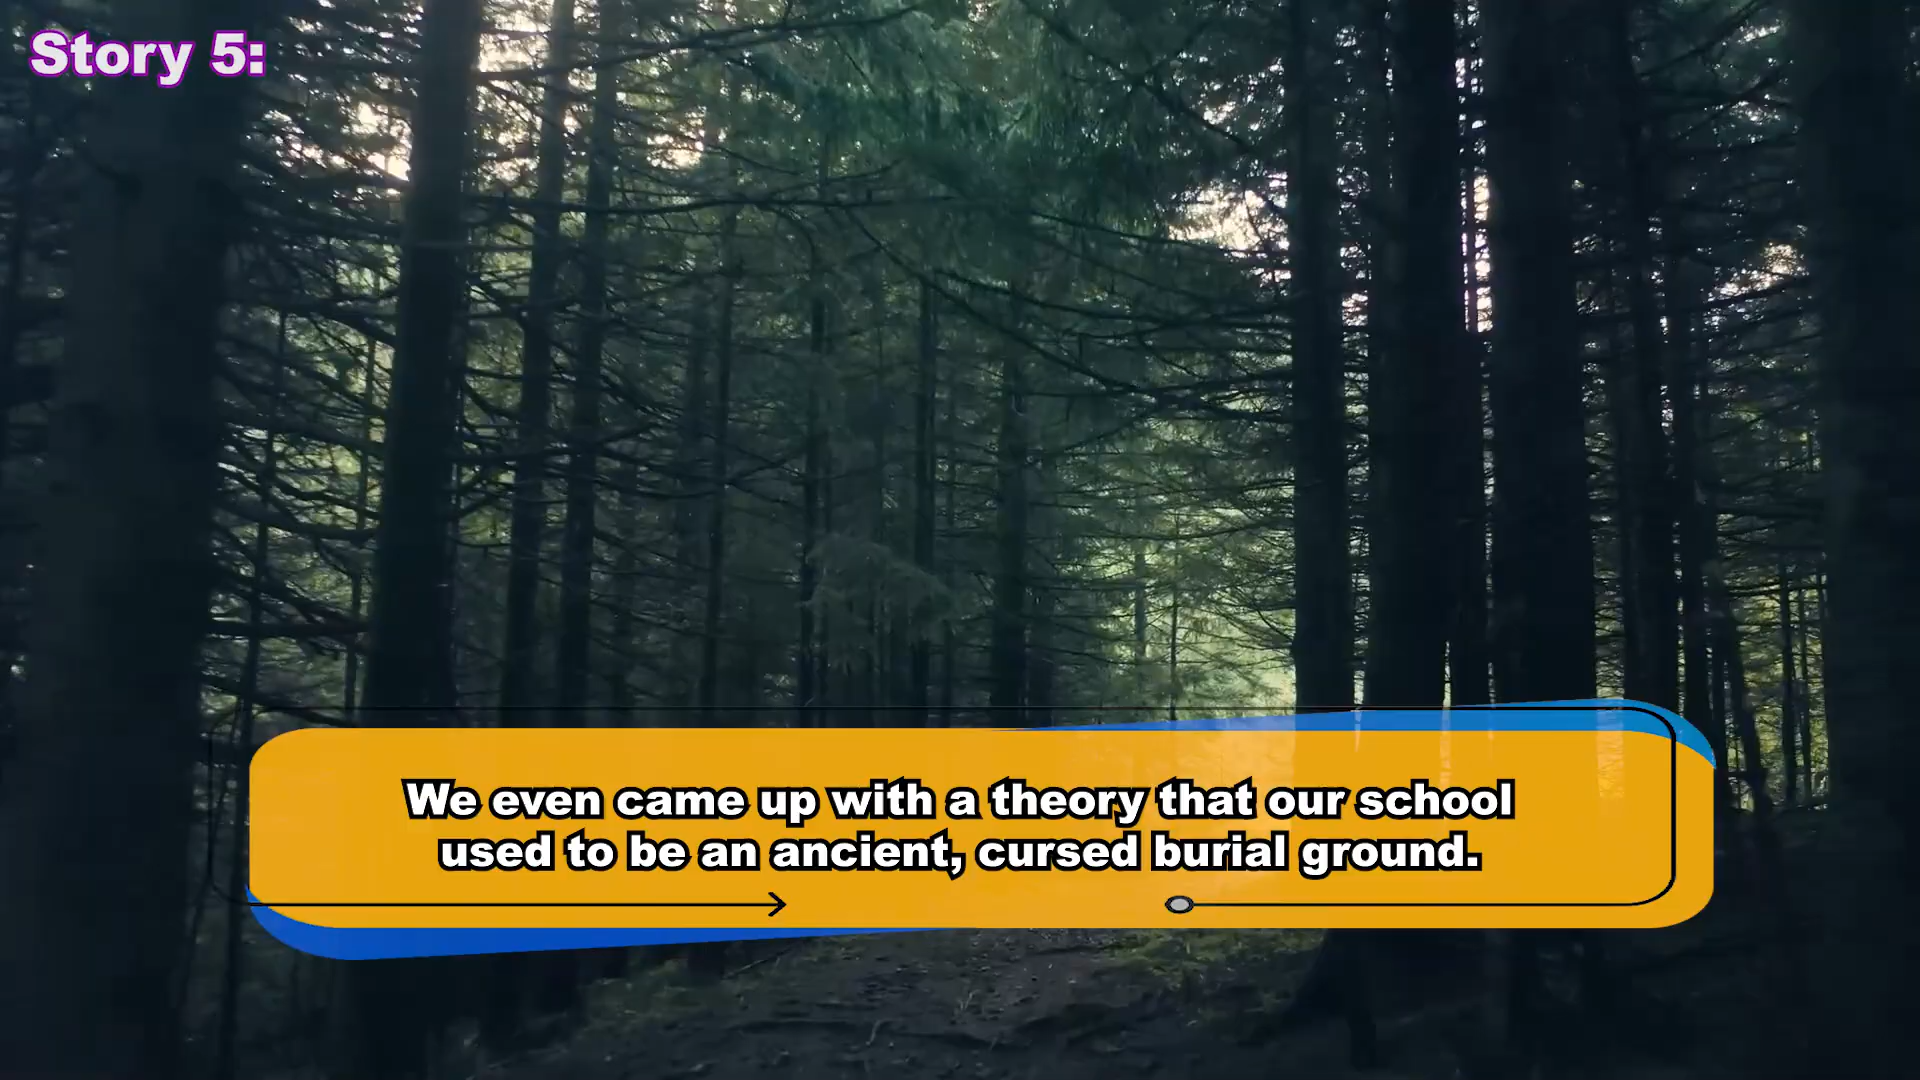 Story 5:
We even came up with a theory that our school
used to be an ancient, cursed burial ground.